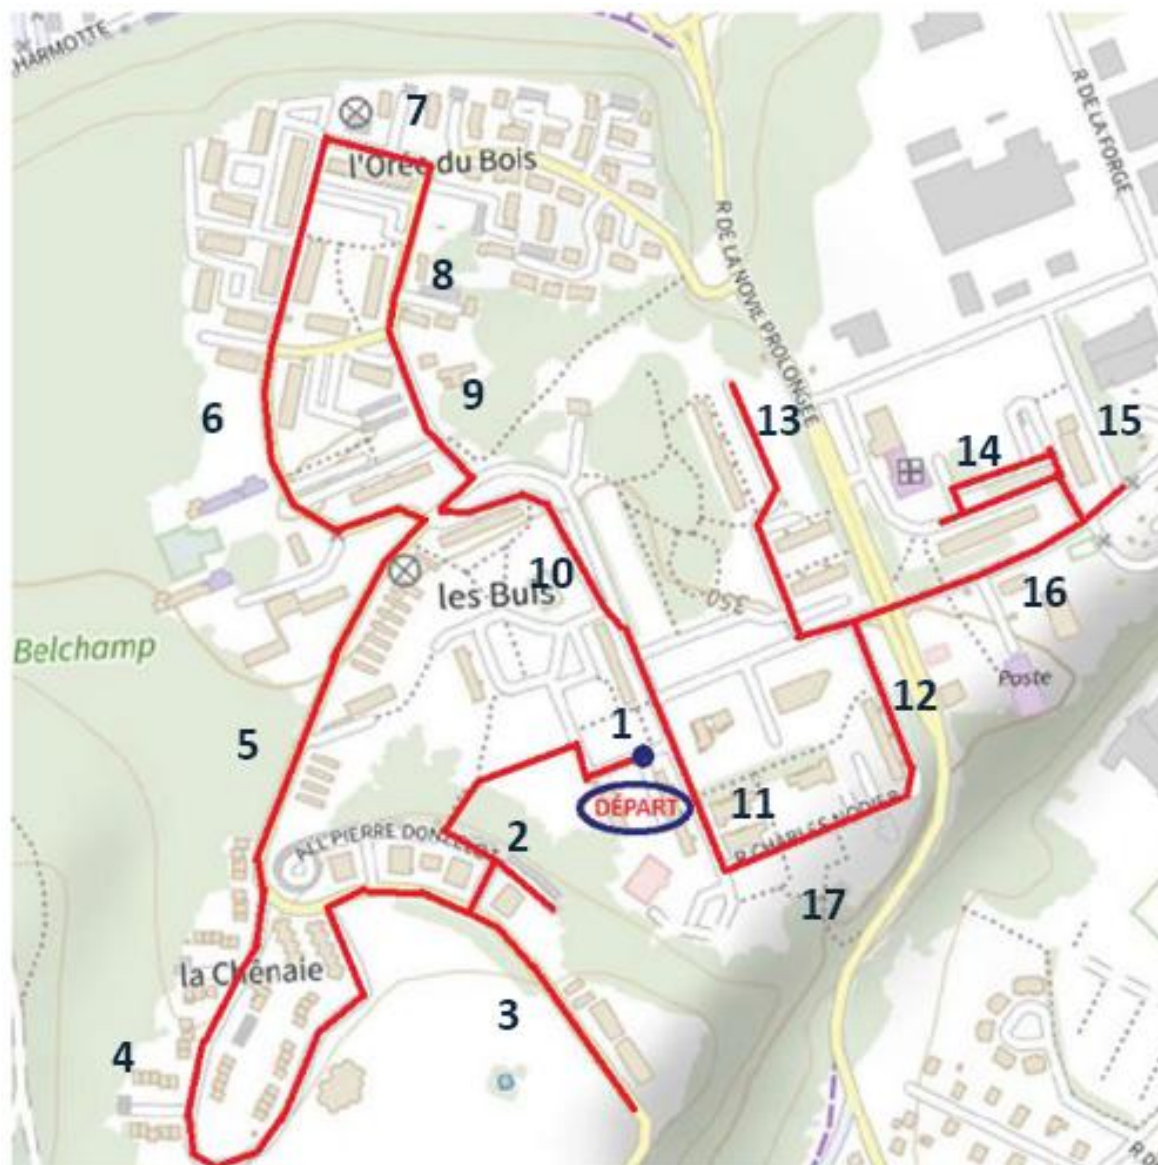 HARMOTTE
7
l'Orée du Bois
R DE LA FORGE
R DE LA NOVIE PROLONGÉE
8
9
6
13
15
14
10
les Buis
350
16
Belchamp
Poste
12
1
5
DÉPART
11
ALL PIERRE DONZELOT
2
R CHARLES NODIER
17
la Chênaie
3
4